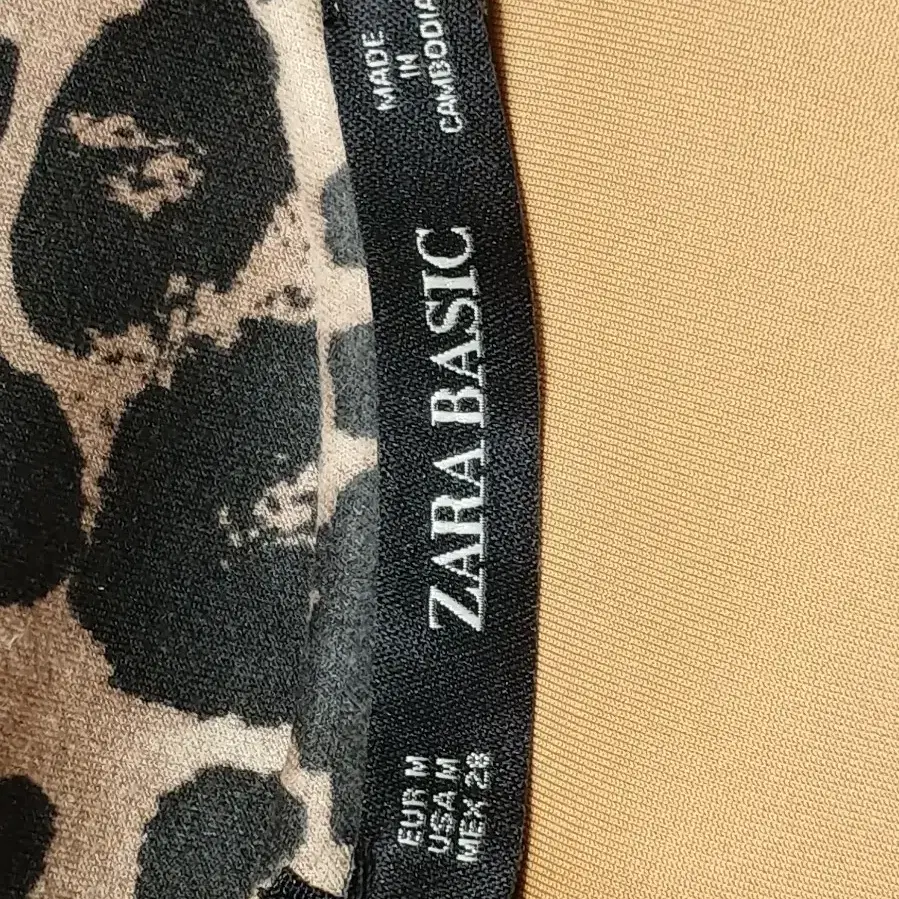 EUR M
USA M
MEX 28
ZARA BASIC
MADE
IN
CAMBODIA